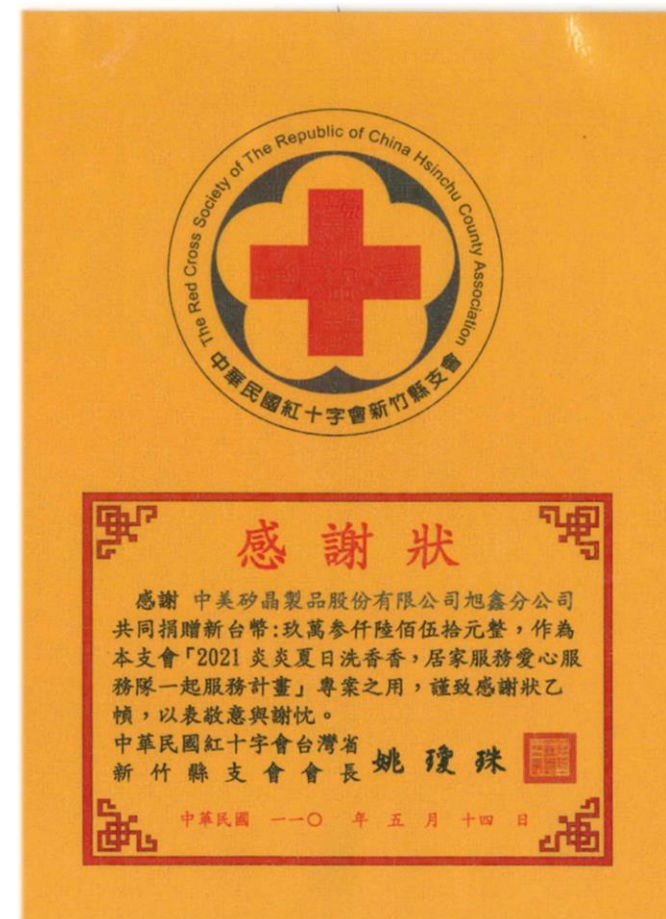 The Red Cross Society of The Republic of China Hsinchu County Association
中華民國紅十字會新竹縣支會
感謝狀
感謝 中美矽晶製品股份有限公司旭鑫分公司
共同捐贈新台幣:玖萬參仟陸佰伍拾元整，作為
本支會「2021 炎炎夏日洗香香，居家服務愛心服
務隊一起服務計畫」專案之用，謹致感謝狀乙
幀，以表敬意與謝忱。
中華民國紅十字會台灣省
新竹縣支會會長 姚瓊珠
中華民國 一一〇 年 五 月 十四 日